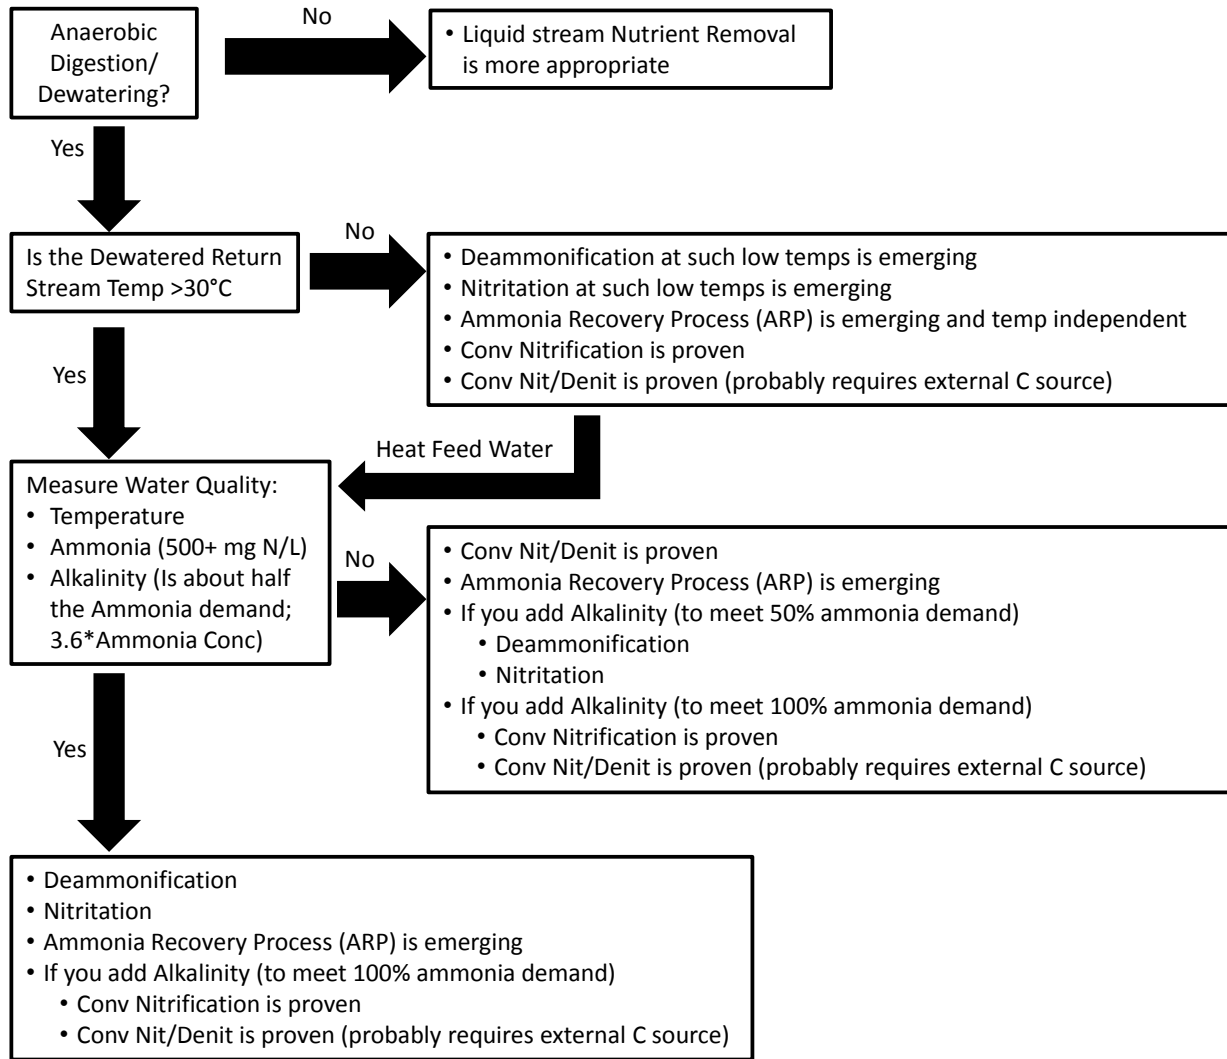 Anaerobic
Digestion/
Dewatering?
No
• Liquid stream Nutrient Removal
is more appropriate
Yes
Is the Dewatered Return
Stream Temp >30°C
No
• Deammonification at such low temps is emerging
• Nitritation at such low temps is emerging
• Ammonia Recovery Process (ARP) is emerging and temp independent
• Conv Nitrification is proven
• Conv Nit/Denit is proven (probably requires external C source)
Yes
Heat Feed Water
Measure Water Quality:
• Temperature
• Ammonia (500+ mg N/L)
• Alkalinity (Is about half
the Ammonia demand;
3.6*Ammonia Conc)
No
• Conv Nit/Denit is proven
• Ammonia Recovery Process (ARP) is emerging
• If you add Alkalinity (to meet 50% ammonia demand)
• Deammonification
• Nitritation
• If you add Alkalinity (to meet 100% ammonia demand)
• Conv Nitrification is proven
• Conv Nit/Denit is proven (probably requires external C source)
Yes
• Deammonification
• Nitritation
• Ammonia Recovery Process (ARP) is emerging
• If you add Alkalinity (to meet 100% ammonia demand)
• Conv Nitrification is proven
• Conv Nit/Denit is proven (probably requires external C source)